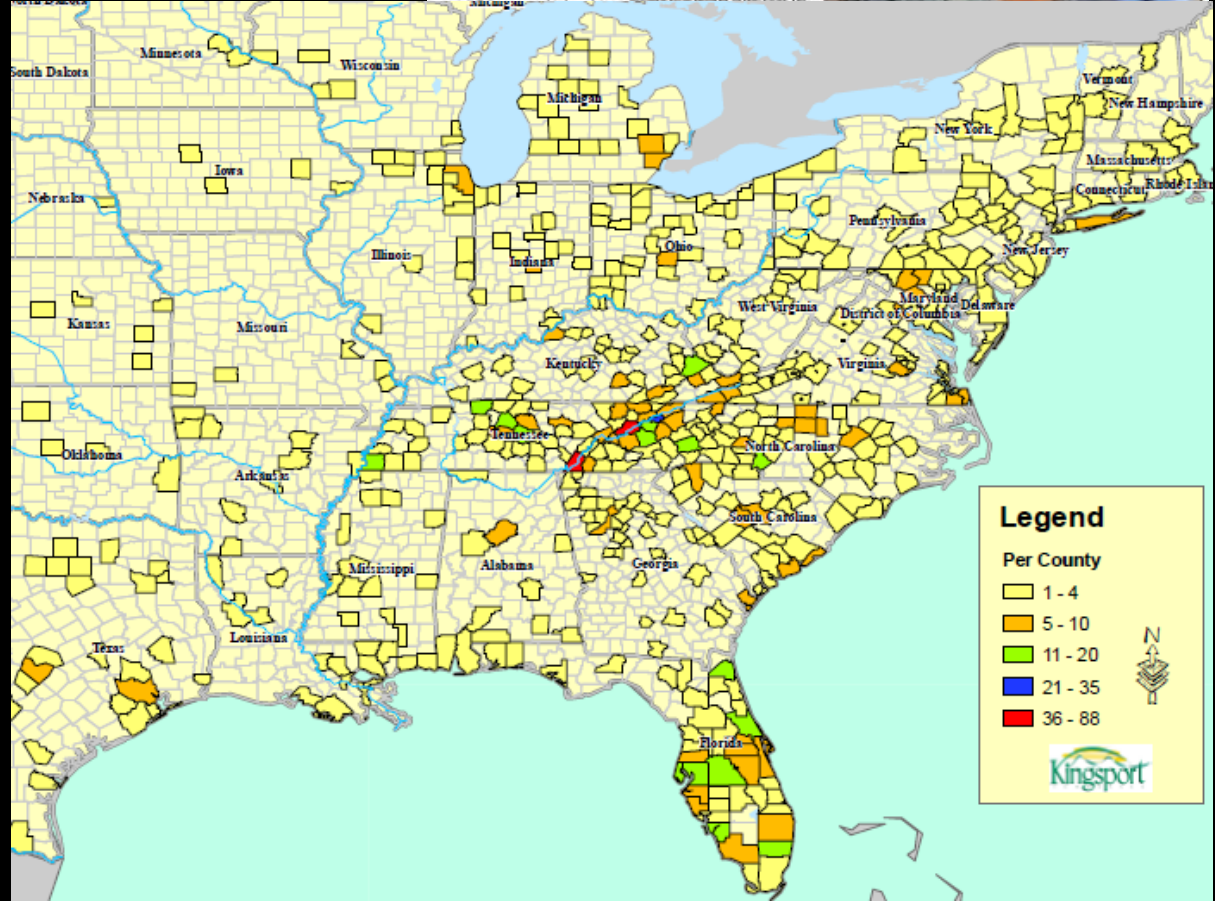 North Dakota
Michigan
Minnesota
Wisconsin
South Dakota
Michigan
Vermont
New Hampshire
New York
Iowa
Massachusetts
Nebraska
Connecticut
Pennsylvania
Illinois
Indiana
Ohio
New Jersey
Kansas
Missouri
West Virginia
Maryland
Delaware
District of Columbia
Kentucky
Virginia
Tennessee
North Carolina
Oklahoma
Arkansas
South Carolina
Mississippi
Alabama
Georgia
Louisiana
Texas
Florida
Legend
Per County
1 - 4
5 - 10
11 - 20
21 - 35
36 - 88
N
Kingsport